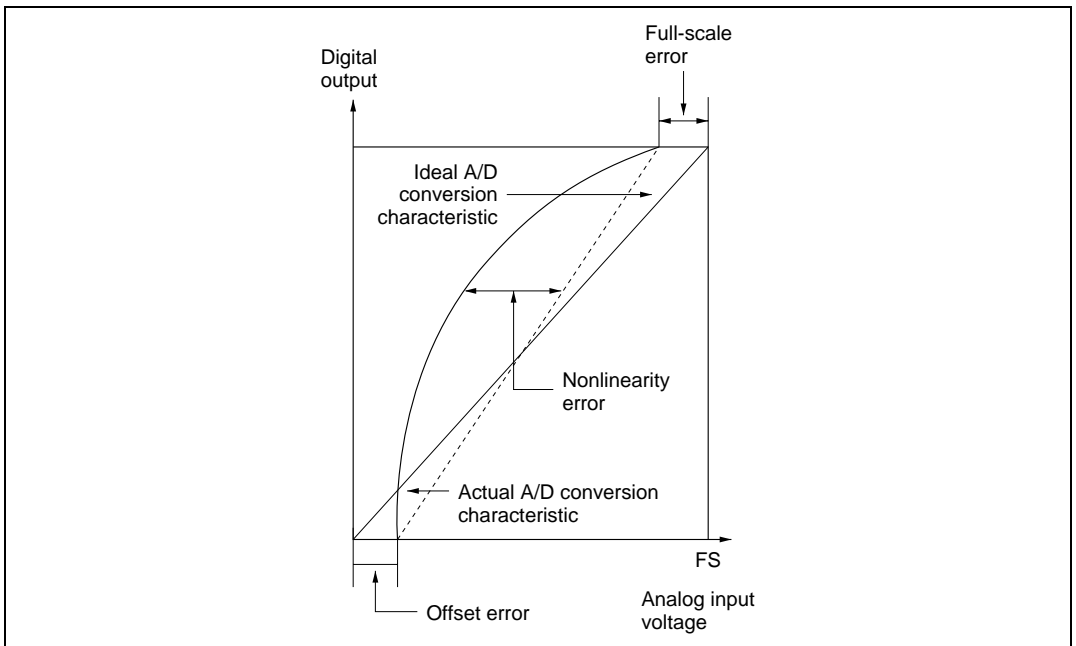 Full-scale
error
Digital
output
Ideal A/D
conversion
characteristic
Nonlinearity
error
Actual A/D conversion
characteristic
FS
Offset error
Analog input
voltage